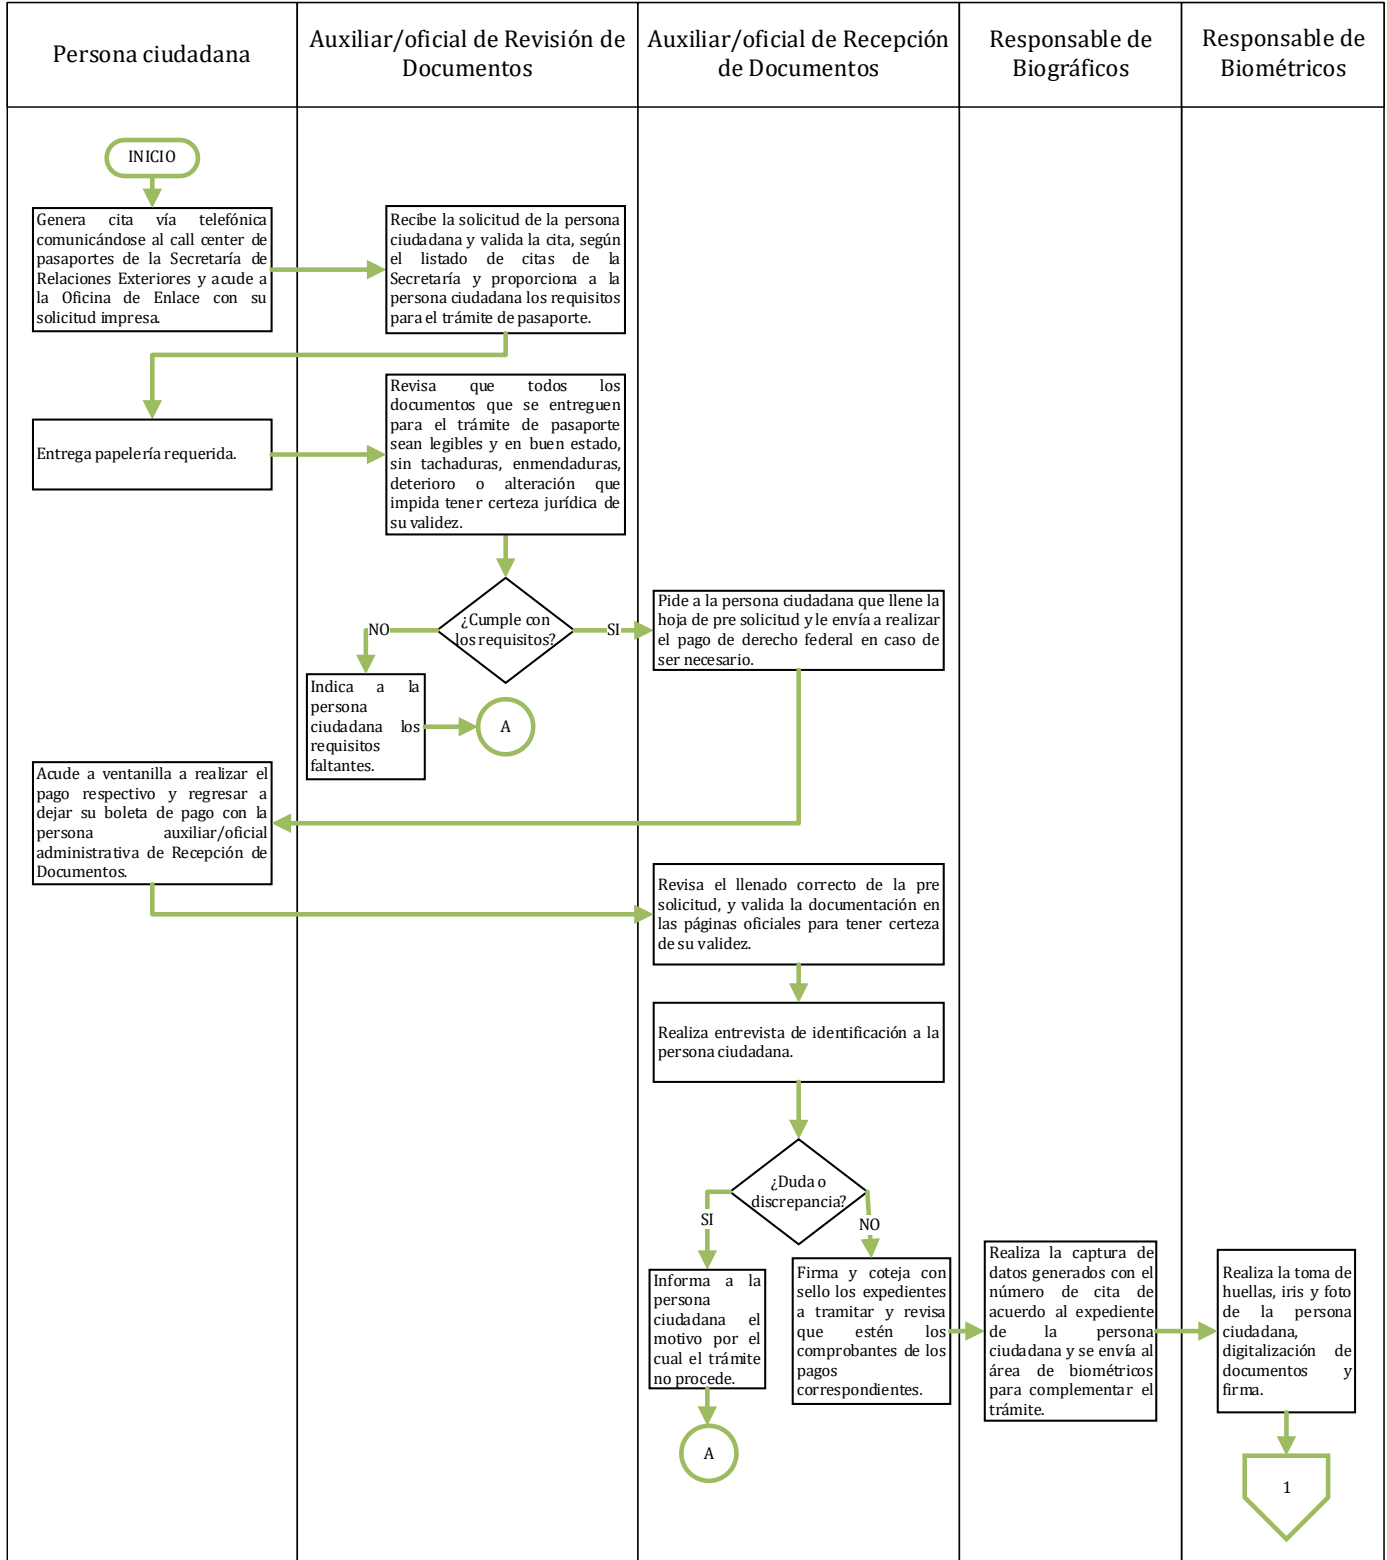 Persona ciudadana
Auxiliar/oficial de Revisión de
Documentos
Auxiliar/oficial de Recepción
de Documentos
Responsable de
Biográficos
Responsable de
Biométricos
INICIO
Genera cita vía telefónica
comunicándose al call center de
pasaportes de la Secretaría de
Relaciones Exteriores y acude a
la Oficina de Enlace con su
solicitud impresa.
Recibe la solicitud de la persona
ciudadana y valida la cita, según
el listado de citas de la
Secretaría y proporciona a la
persona ciudadana los requisitos
para el trámite de pasaporte.
Entrega papelería requerida.
Revisa que todos los
documentos que se entreguen
para el trámite de pasaporte
sean legibles y en buen estado,
sin tachaduras, enmendaduras,
deterioro o alteración que
impida tener certeza jurídica de
su validez.
¿Cumple con
los requisitos?
NO
SI
Pide a la persona ciudadana que llene la
hoja de pre solicitud y le envía a realizar
el pago de derecho federal en caso de
ser necesario.
Indica a la
persona
ciudadana los
requisitos
faltantes.
A
Acude a ventanilla a realizar el
pago respectivo y regresar a
dejar su boleta de pago con la
persona auxiliar/oficial
administrativa de Recepción de
Documentos.
Revisa el llenado correcto de la pre
solicitud, y valida la documentación en
las páginas oficiales para tener certeza
de su validez.
Realiza entrevista de identificación a la
persona ciudadana.
¿Duda o
discrepancia?
SI
NO
Informa a la
persona
ciudadana el
motivo por el
cual el trámite
no procede.
Firma y coteja con
sello los expedientes
a tramitar y revisa
que estén los
comprobantes de los
pagos
correspondientes.
Realiza la captura de
datos generados con el
número de cita de
acuerdo al expediente
de la persona
ciudadana y se envía al
área de biométricos
para complementar el
trámite.
Realiza la toma de
huellas, iris y foto
de la persona
ciudadana,
digitalización de
documentos y
firma.
A
1